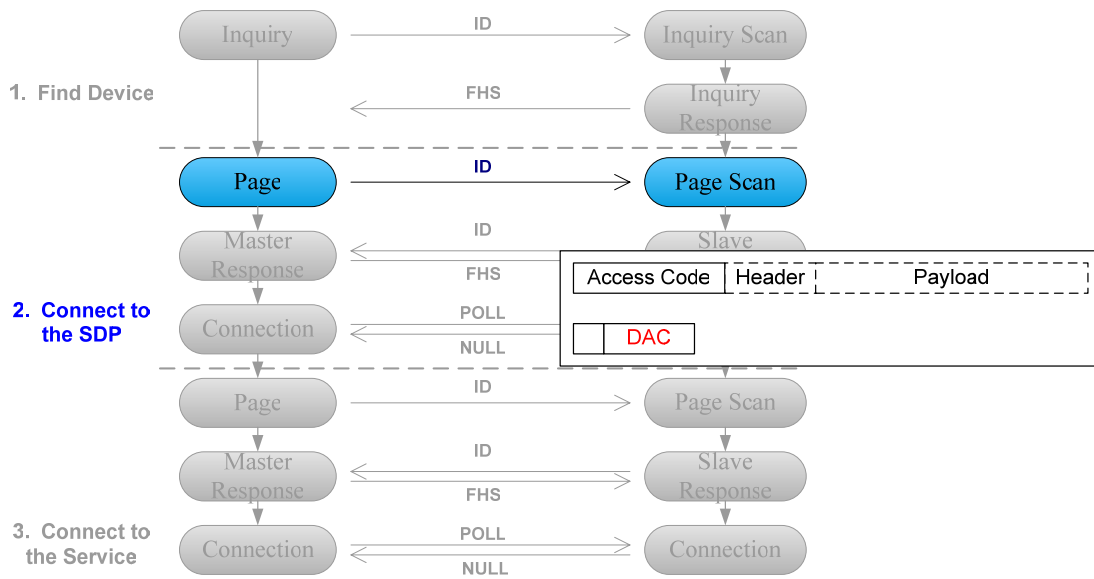 Inquiry
ID
Inquiry Scan
1. Find Device
FHS
Inquiry
Response
Page
ID
Page Scan
Master
Response
ID
FHS
Slave
Access Code
Header
Payload
2. Connect to
the SDP
Connection
POLL
NULL
DAC
Page
ID
Page Scan
Master
Response
ID
FHS
Slave
Response
3. Connect to
the Service
Connection
POLL
NULL
Connection